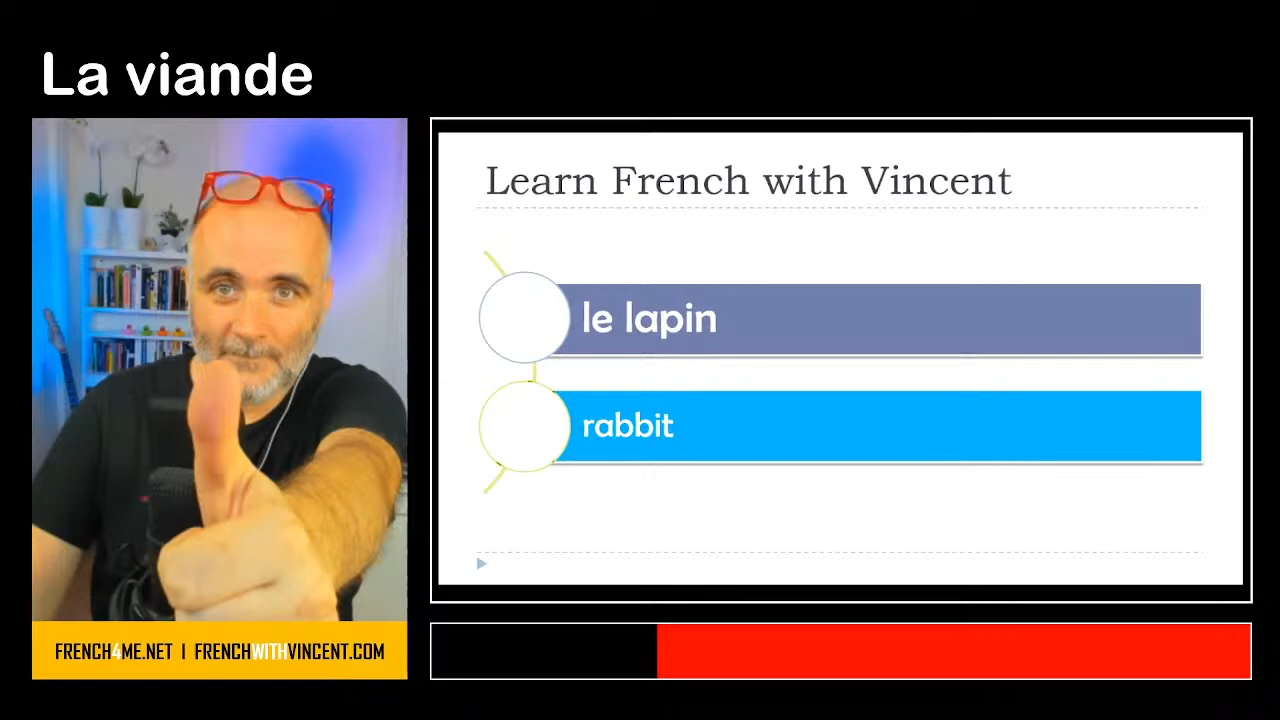 La viande
Learn French with Vincent
le lapin
rabbit
FRENCH4ME.NET | FRENCHWITHVINCENT.COM